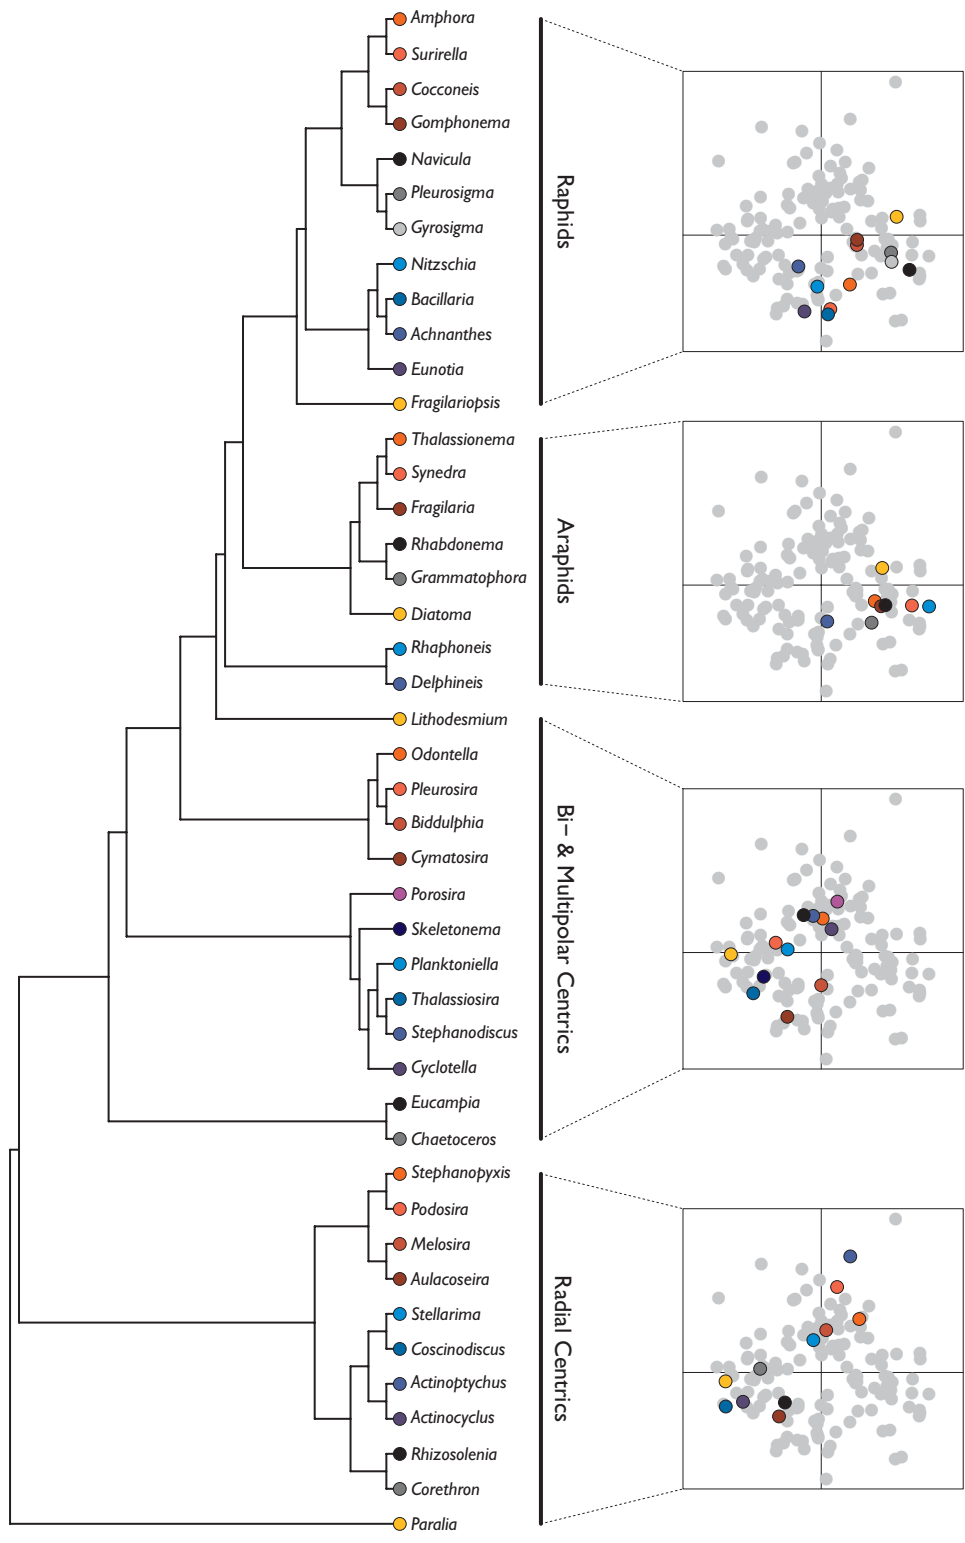 Amphora
Surirella
Cocconeis
Gomphonema
Navicula
Pleurosigma
Gyrosigma
Nitzschia
Bacillaria
Achnanthes
Eunotia
Fragilariopsis
Raphids
Thalassionema
Synedra
Fragilaria
Rhabdonema
Grammatophora
Diatoma
Rhaphoneis
Delphineis
Araphids
Lithodesmium
Odontella
Pleurosira
Biddulphia
Cymatosira
Porosira
Skeletonema
Planktoniella
Thalassiosira
Stephanodiscus
Cyclotella
Eucampia
Chaetoceros
Bi– & Multipolar Centrics
Stephanopyxis
Podosira
Melosira
Aulacoseira
Stellarima
Coscinodiscus
Actinoptychus
Actinocyclus
Rhizosolenia
Corethron
Paralia
Radial Centrics